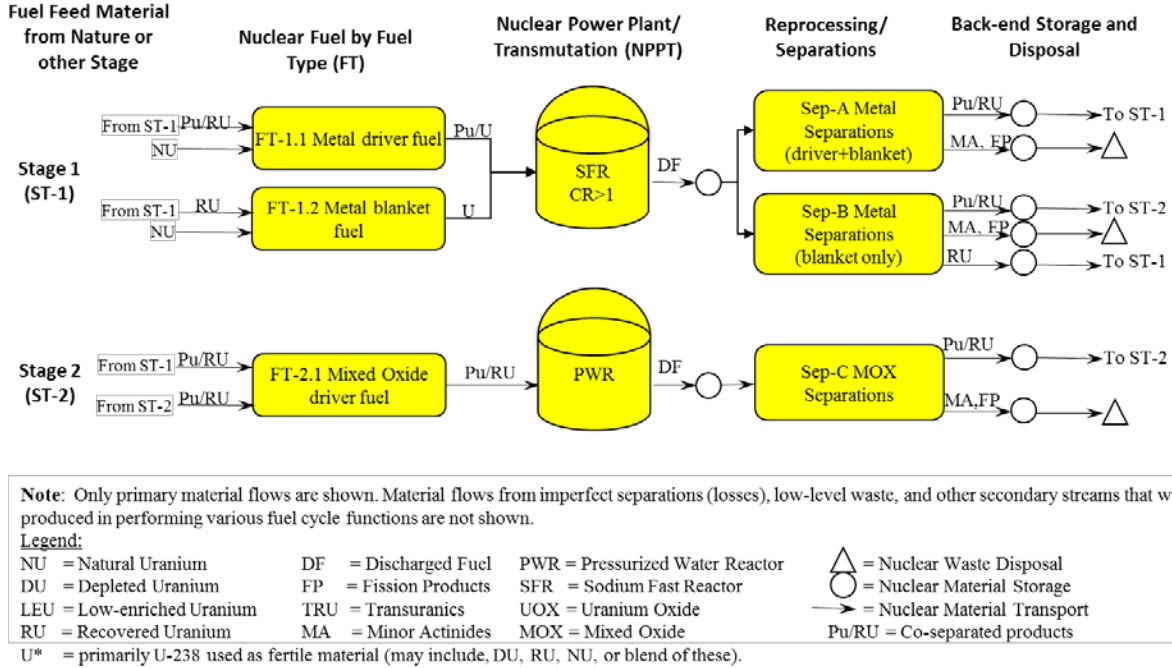 Fuel Feed Material
from Nature or
other Stage
Nuclear Fuel by Fuel
Type (FT)
Nuclear Power Plant/
Transmutation (NPPT)
Reprocessing/
Separations
Back-end Storage and
Disposal
Stage 1
(ST-1)
From ST-1
Pu/RU
NU
FT-1.1 Metal driver fuel
Pu/U
From ST-1
RU
NU
FT-1.2 Metal blanket
fuel
U
SFR
CR>1
DF
Sep-A Metal
Separations
(driver+blanket)
Pu/RU
To ST-1
MA, FP
Sep-B Metal
Separations
(blanket only)
Pu/RU
To ST-2
MA, FP
RU
To ST-1
Stage 2
(ST-2)
From ST-1
Pu/RU
From ST-2
Pu/RU
FT-2.1 Mixed Oxide
driver fuel
Pu/RU
PWR
DF
Sep-C MOX
Separations
Pu/RU
To ST-2
MA,FP
Note: Only primary material flows are shown. Material flows from imperfect separations (losses), low-level waste, and other secondary streams that w
produced in performing various fuel cycle functions are not shown.
Legend:
NU = Natural Uranium DF = Discharged Fuel PWR = Pressurized Water Reactor = Nuclear Waste Disposal
DU = Depleted Uranium FP = Fission Products SFR = Sodium Fast Reactor = Nuclear Material Storage
LEU = Low-enriched Uranium TRU = Transuranics UOX = Uranium Oxide = Nuclear Material Transport
RU = Recovered Uranium MA = Minor Actinides MOX = Mixed Oxide Pu/RU = Co-separated products
U* = primarily U-238 used as fertile material (may include, DU, RU, NU, or blend of these).